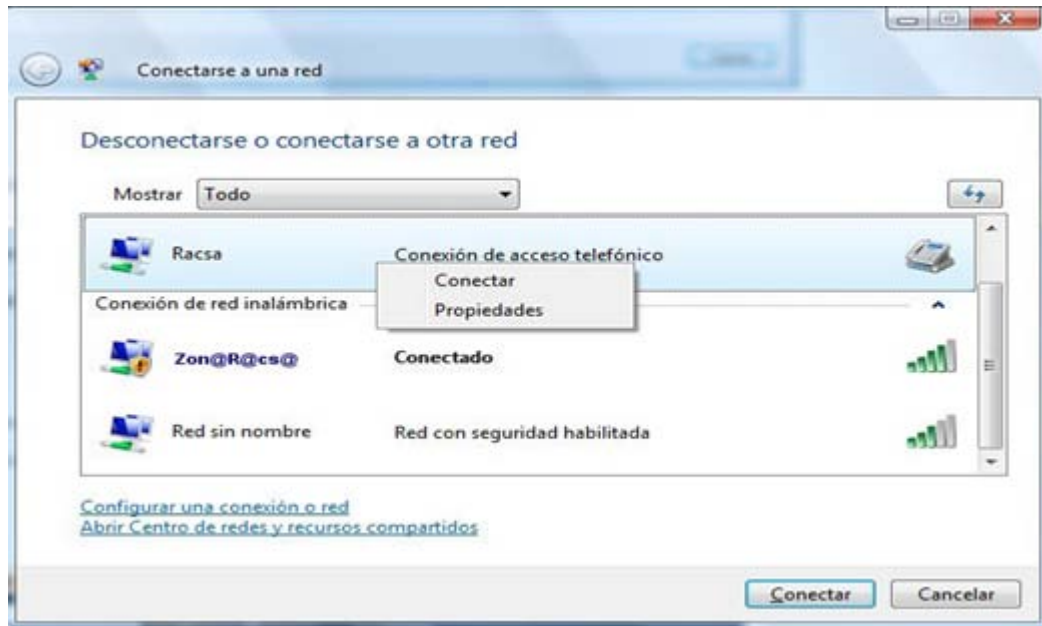 Conectarse a una red
Desconectarse o conectarse a otra red
Mostrar Todo
Racsa Conexión de acceso telefónico
Conectar
Propiedades
Conexión de red inalámbrica
Zon@R@cs@ Conectado
Red sin nombre Red con seguridad habilitada
Configurar una conexión o red
Abrir Centro de redes y recursos compartidos
Conectar Cancelar